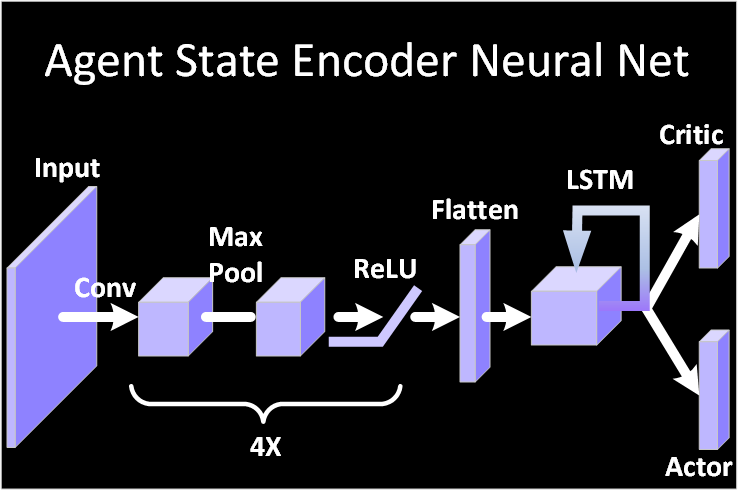 Agent State Encoder Neural Net
Input
Conv
Max
Pool
ReLU
Flatten
LSTM
Critic
Actor
4X